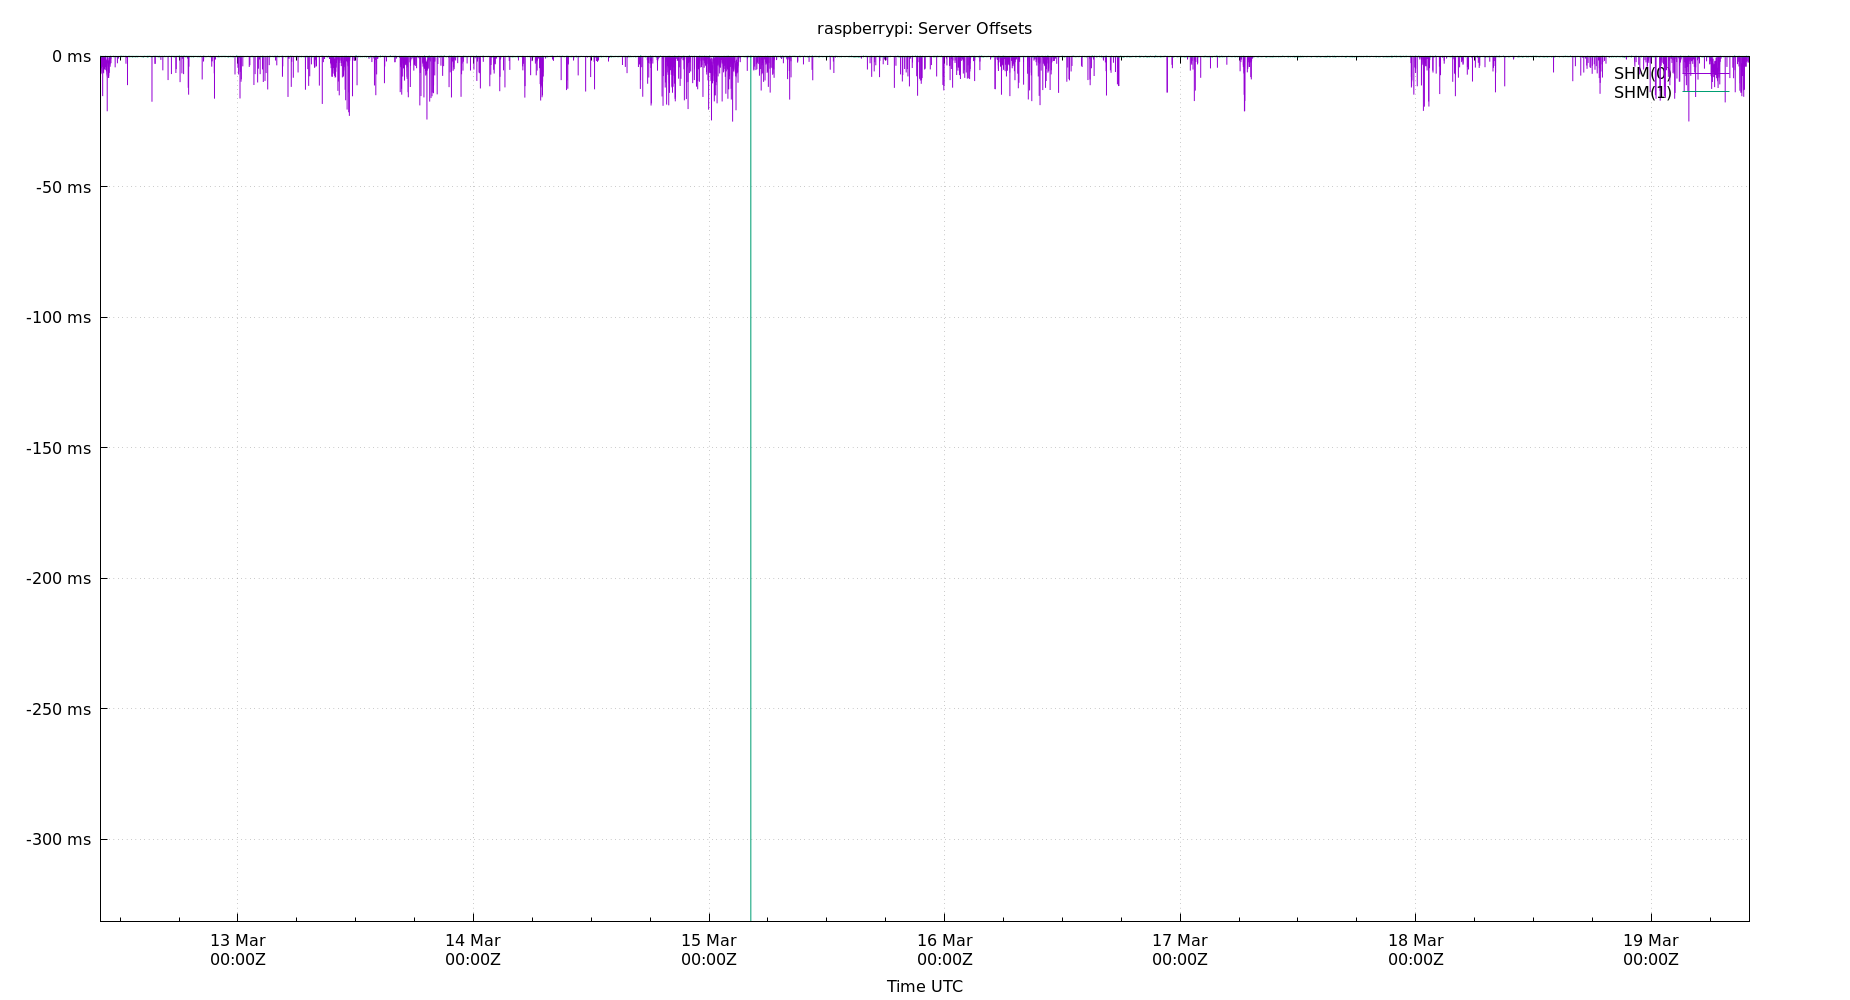 raspberrypi: Server Offsets
0 ms
SHM(0)
SHM(1)
-50 ms
-100 ms
-150 ms
-200 ms
-250 ms
-300 ms
13 Mar 14 Mar 15 Mar 16 Mar 17 Mar 18 Mar 19 Mar
00:00Z 00:00Z 00:00Z 00:00Z 00:00Z 00:00Z 00:00Z
Time UTC